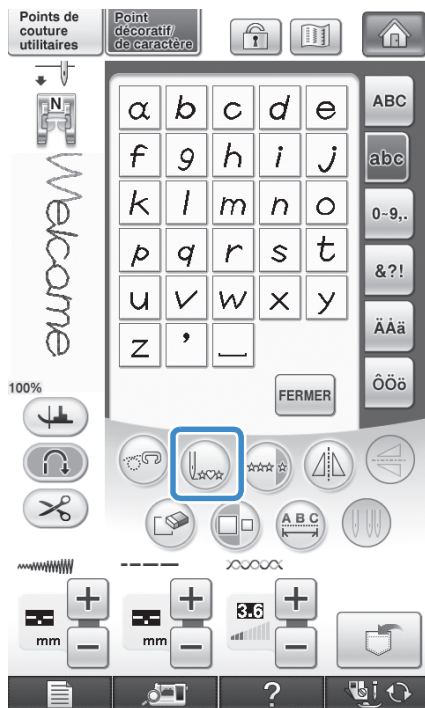 Points de couture utilitaires
Point décoratif/ de caractère
N
Welcome
a b c d e
f g h i j
k l m n o
p q r s t
u v w x y
z ’ _
ABC
abc
0~9,.
&?!
ÄÅä
ÔÖö
FERMER
100%
ABC
mm
+
−
mm
+
−
3.6
+
−
?